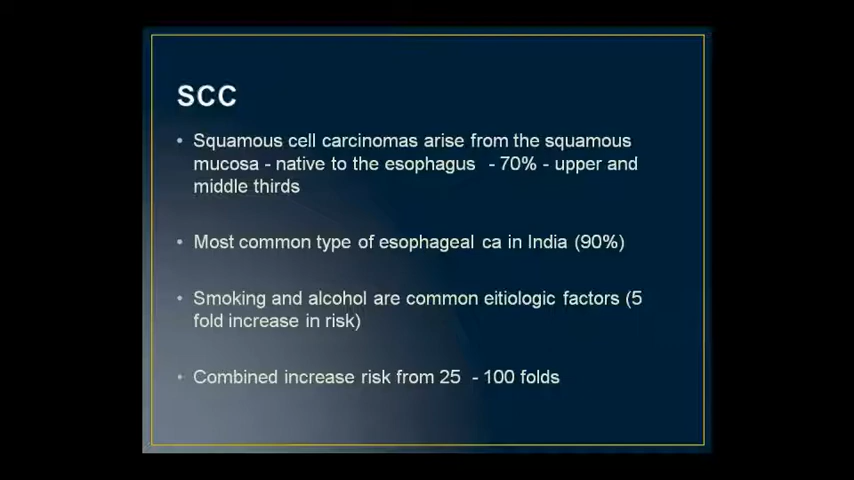 SCC
• Squamous cell carcinomas arise from the squamous
mucosa - native to the esophagus - 70% - upper and
middle thirds
• Most common type of esophageal ca in India (90%)
• Smoking and alcohol are common eitiologic factors (5
fold increase in risk)
• Combined increase risk from 25 - 100 folds